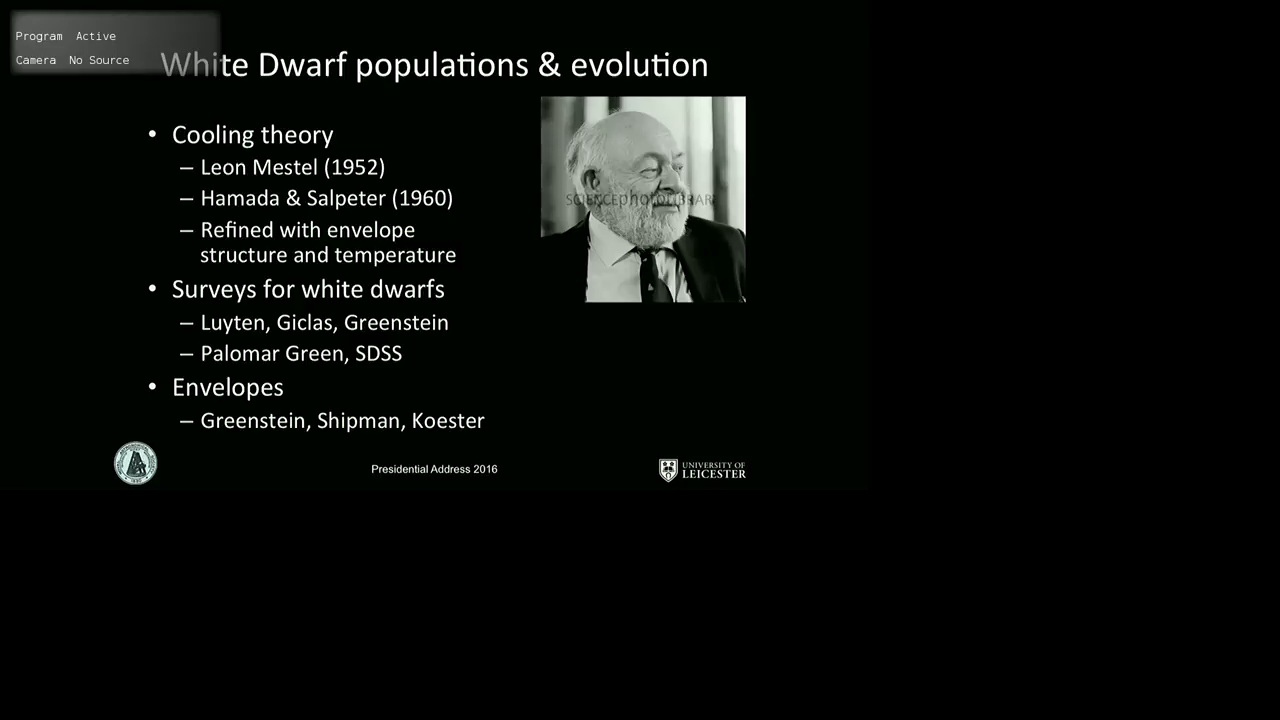 Program Active
Camera No Source
White Dwarf populations & evolution
• Cooling theory
– Leon Mestel (1952)
– Hamada & Salpeter (1960)
– Refined with envelope
structure and temperature
• Surveys for white dwarfs
– Luyten, Giclas, Greenstein
– Palomar Green, SDSS
• Envelopes
– Greenstein, Shipman, Koester
SCIENCEphotoLIBRARY
Presidential Address 2016
UNIVERSITY OF
LEICESTER